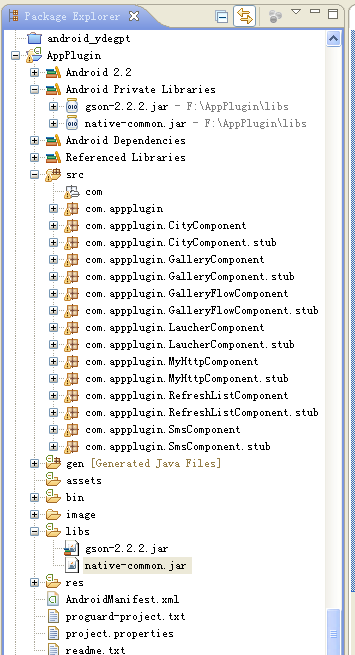 Package Explorer
android_ydegpt
AppPlugin
Android 2.2
Android Private Libraries
gson-2.2.2.jar - F:\AppPlugin\libs
native-common.jar - F:\AppPlugin\libs
Android Dependencies
Referenced Libraries
src
com
com.appplugin
com.appplugin.CityComponent
com.appplugin.CityComponent.stub
com.appplugin.GalleryComponent
com.appplugin.GalleryComponent.stub
com.appplugin.GalleryFlowComponent
com.appplugin.GalleryFlowComponent.stub
com.appplugin.LaucherComponent
com.appplugin.LaucherComponent.stub
com.appplugin.MyHttpComponent
com.appplugin.MyHttpComponent.stub
com.appplugin.RefreshListComponent
com.appplugin.RefreshListComponent.stub
com.appplugin.SmsComponent
com.appplugin.SmsComponent.stub
gen [Generated Java Files]
assets
bin
image
libs
gson-2.2.2.jar
native-common.jar
res
AndroidManifest.xml
proguard-project.txt
project.properties
readme.txt